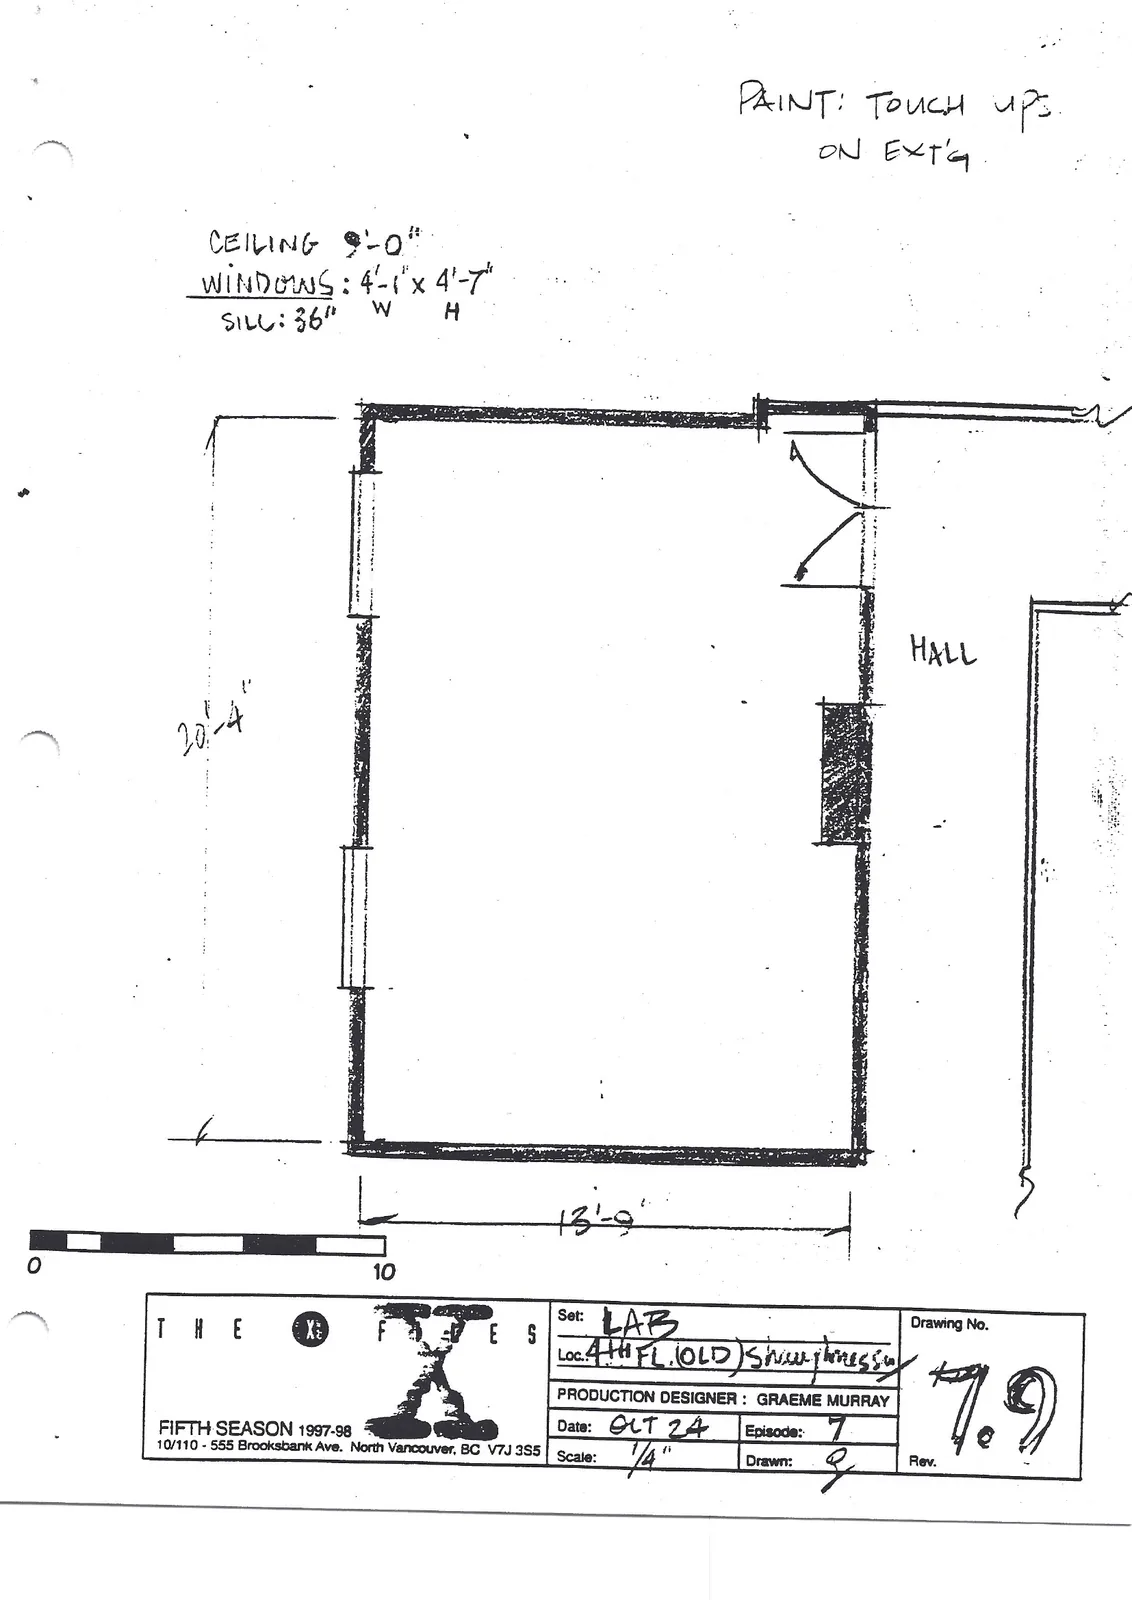 PAINT: TOUCH UPS
ON EXT'G
CEILING 9'-0"
WINDOWS: 4'-1" x 4'-7"
W H
SILL: 36"
HALL
20'-4"
13'-9"
0 10
THE X FILES
FIFTH SEASON 1997-98
10/110 - 555 Brooksbank Ave. North Vancouver, BC V7J 3S5
Set: LAB
Loc.: 4TH FL. (OLD) Shaughnessy
PRODUCTION DESIGNER: GRAEME MURRAY
Date: OCT 24 Episode: 7
Scale: 1/4" Drawn:
Drawing No.
7.9
Rev.